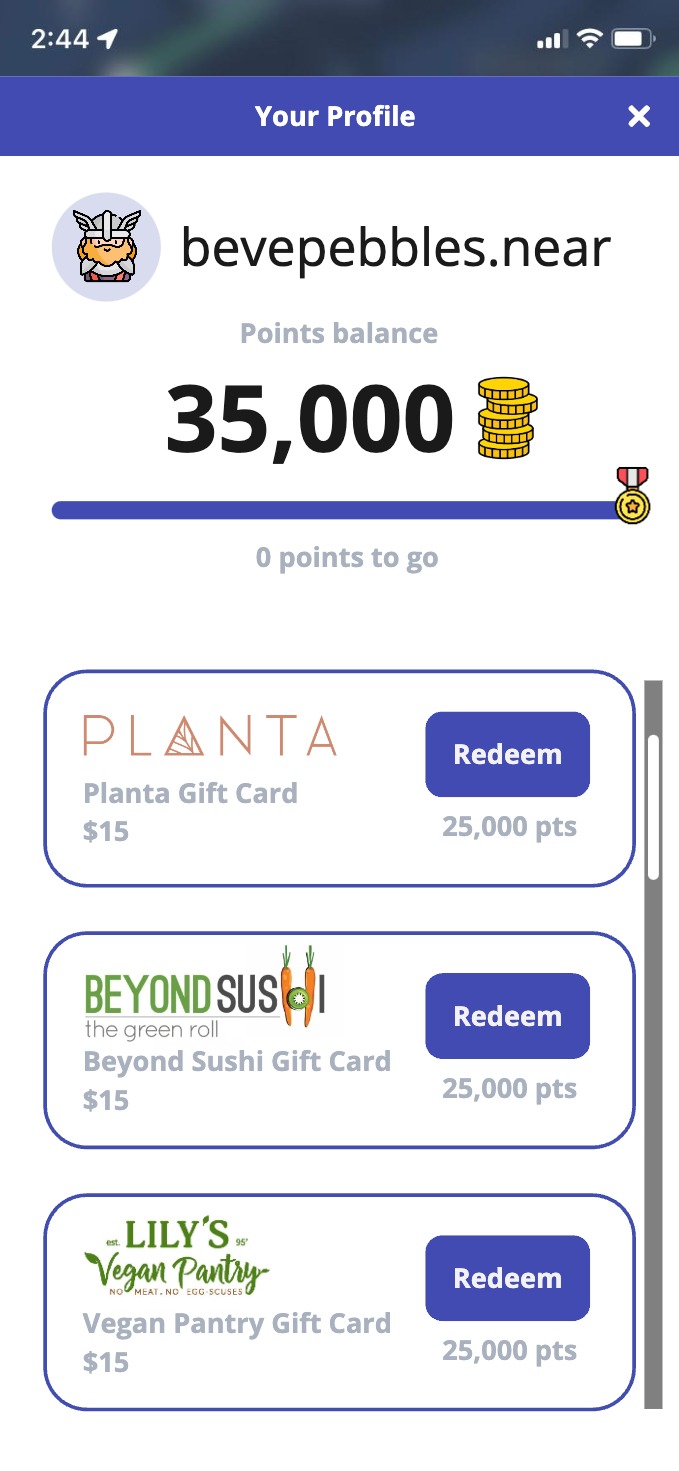 2:44
Your Profile
bevepebbles.near
Points balance
35,000
0 points to go
PLANTA
Redeem
Planta Gift Card
$15
25,000 pts
BEYOND SUSHI
the green roll
Redeem
Beyond Sushi Gift Card
$15
25,000 pts
est. LILY'S 95'
Vegan Pantry
NO MEAT. NO EGG-SCUSES
Redeem
Vegan Pantry Gift Card
$15
25,000 pts